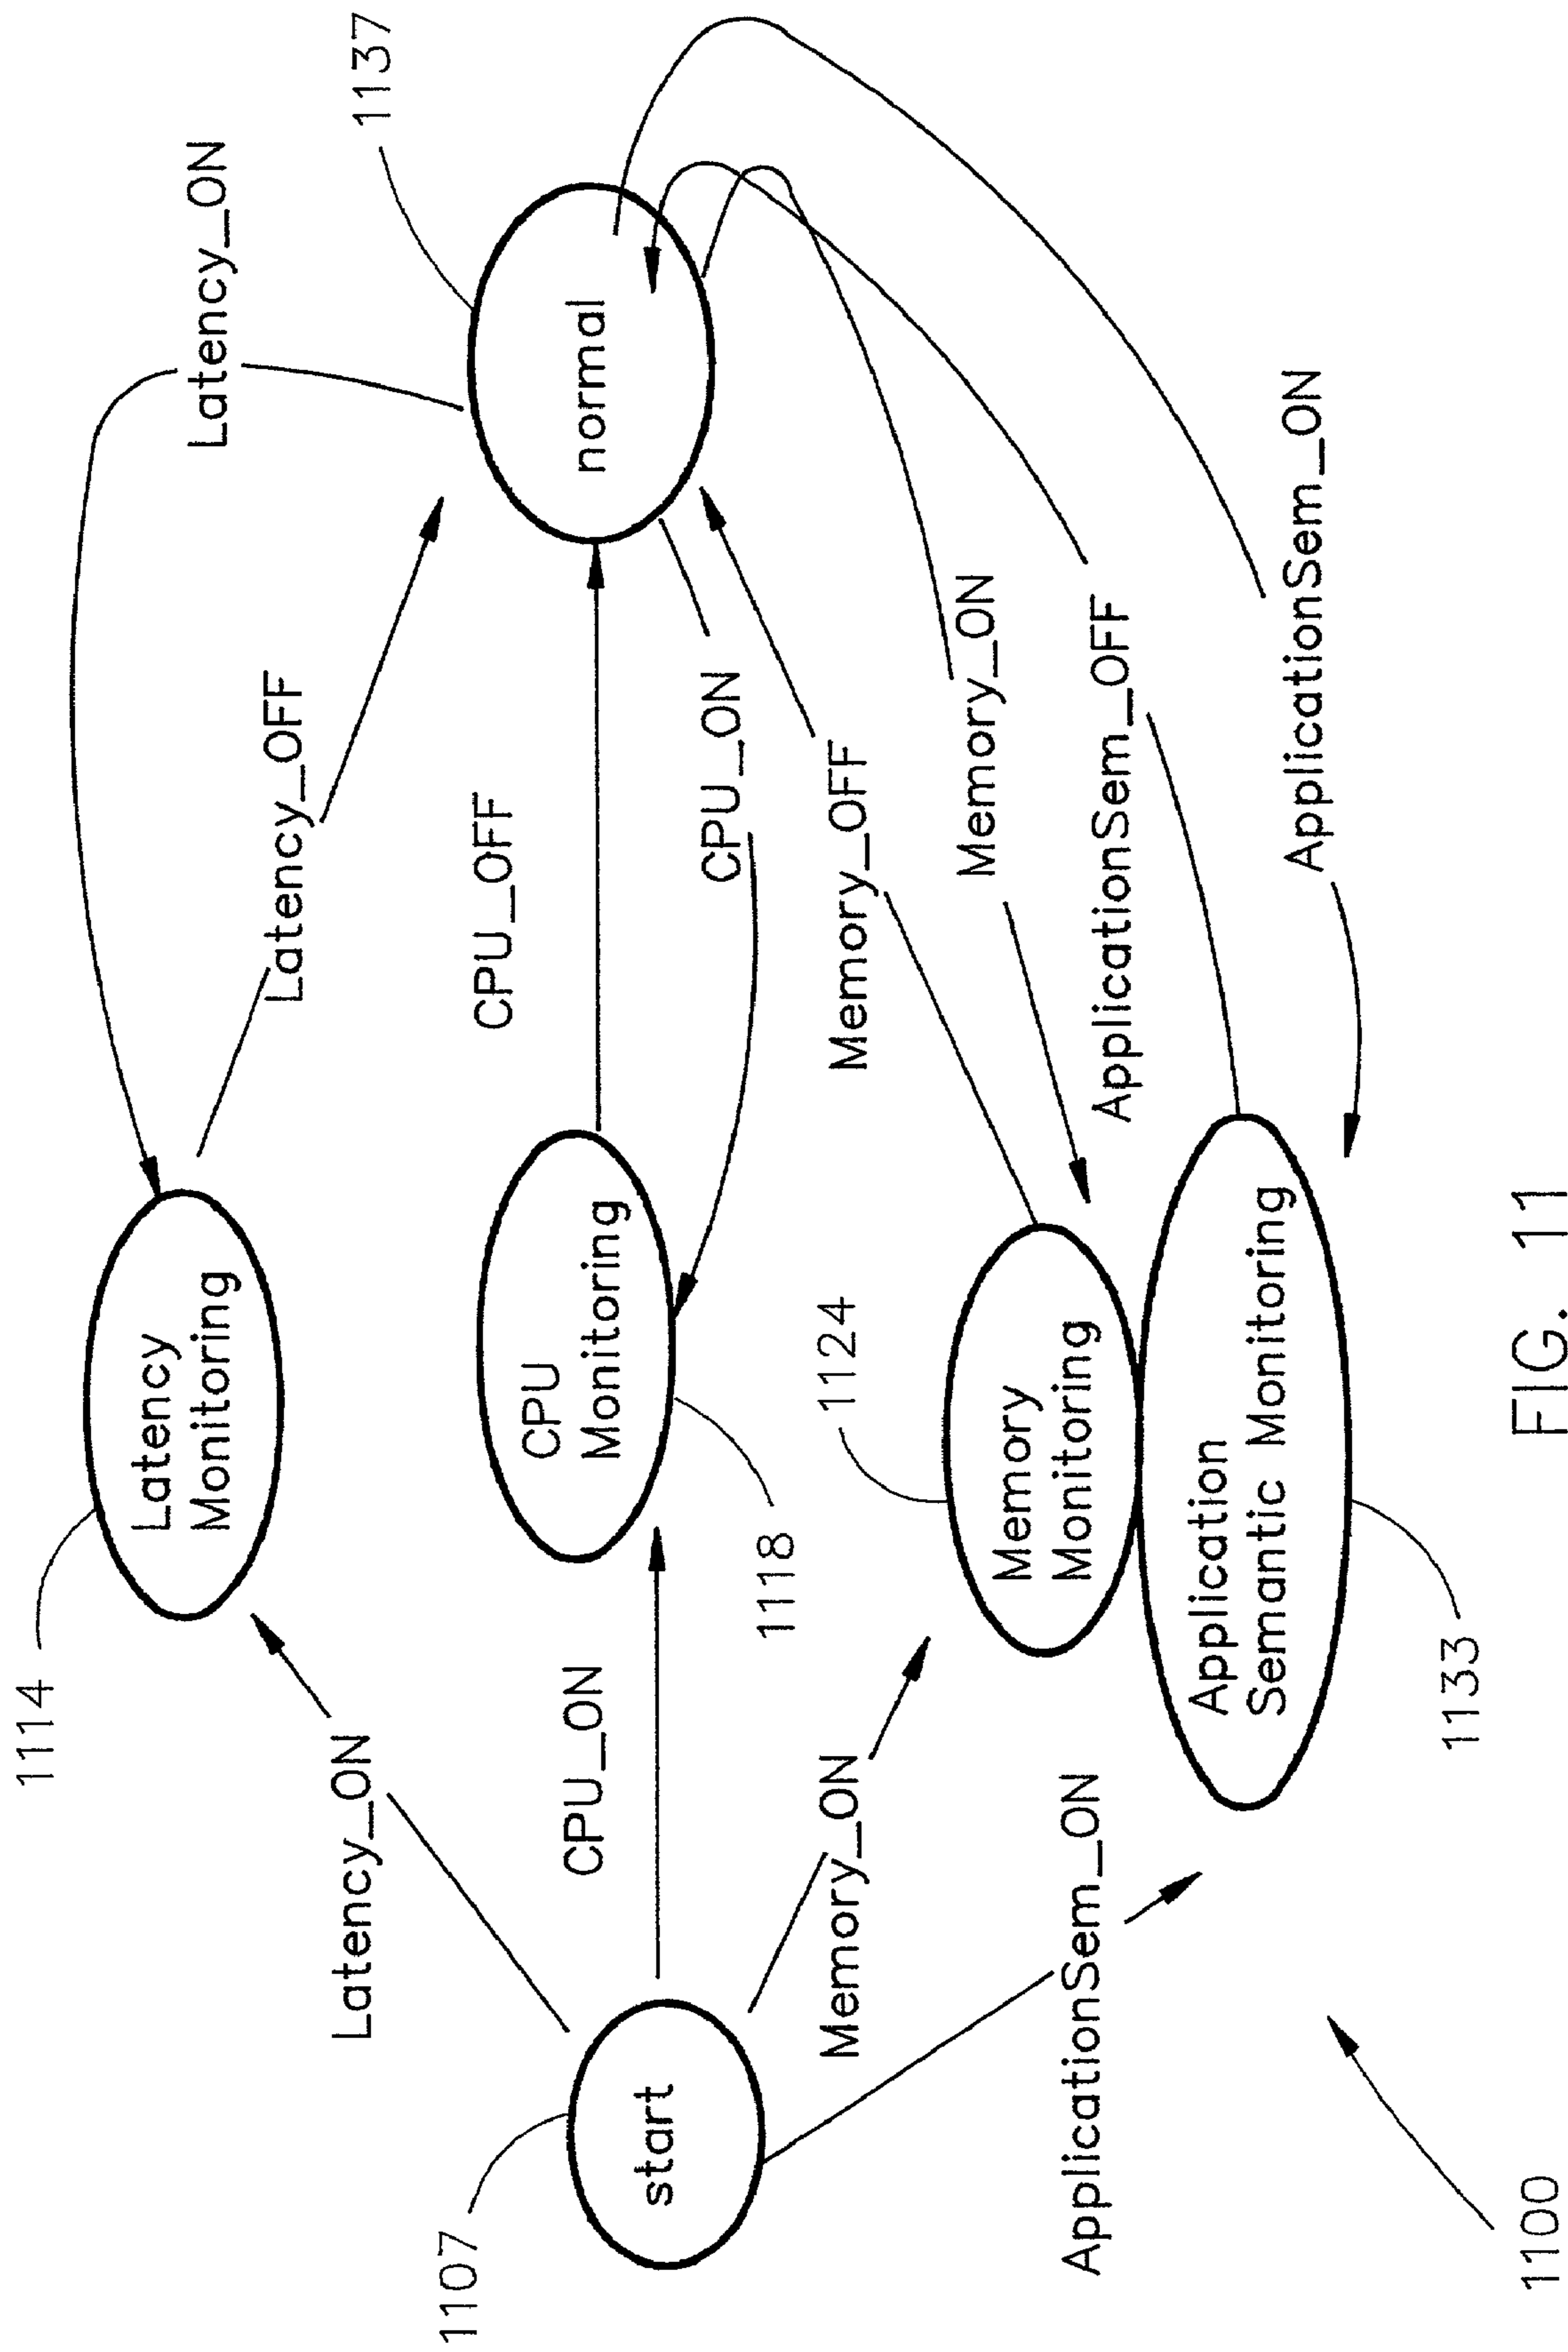 1114
Latency_ON
Latency
Monitoring
Latency_OFF
Latency_ON
1137
1107
start
CPU_ON
CPU
Monitoring
1118
CPU_OFF
CPU_ON
normal
Memory_ON
1124
Memory
Monitoring
Memory_OFF
Memory_ON
ApplicationSem_ON
Application
Semantic Monitoring
1133
ApplicationSem_OFF
ApplicationSem_ON
1100
FIG. 11